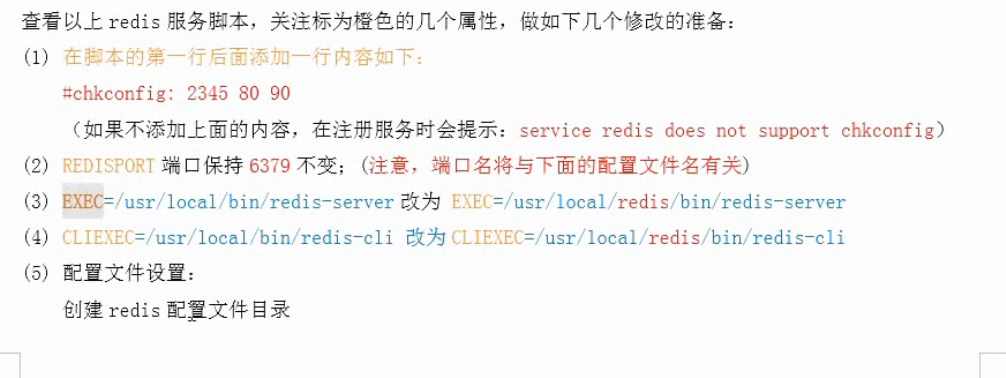 查看以上 redis 服务脚本，关注标为橙色的几个属性，做如下几个修改的准备：
(1) 在脚本的第一行后面添加一行内容如下：
#chkconfig: 2345 80 90
（如果不添加上面的内容，在注册服务时会提示：service redis does not support chkconfig）
(2) REDISPORT 端口保持 6379 不变；(注意，端口名将与下面的配置文件名有关)
(3) EXEC=/usr/local/bin/redis-server 改为 EXEC=/usr/local/redis/bin/redis-server
(4) CLIEXEC=/usr/local/bin/redis-cli 改为 CLIEXEC=/usr/local/redis/bin/redis-cli
(5) 配置文件设置：
创建 redis 配置文件目录